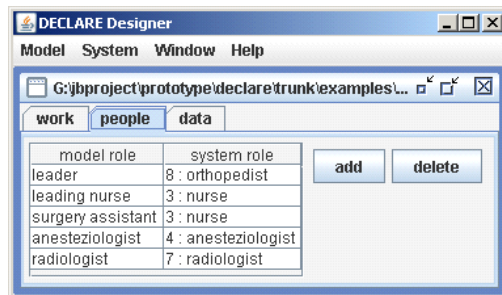 DECLARE Designer
Model System Window Help
G:\jbproject\prototype\declare\trunk\examples\...
work people data
model role system role
leader 8 : orthopedist
leading nurse 3 : nurse
surgery assistant 3 : nurse
anesteziologist 4 : anesteziologist
radiologist 7 : radiologist
add delete